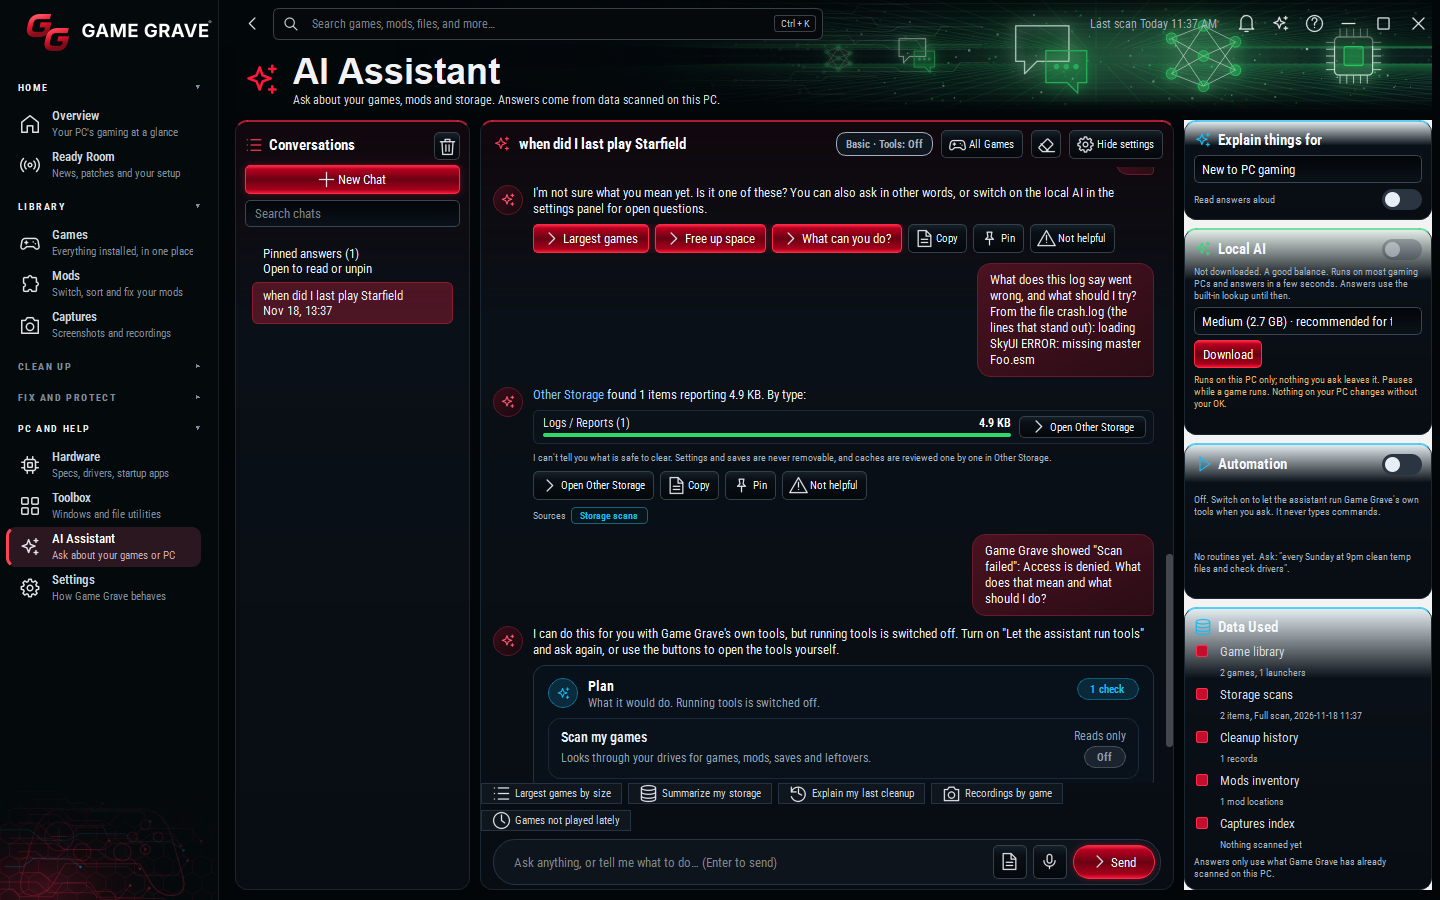 GAME GRAVE
Search games, mods, files, and more...
Ctrl + K
Last scan Today 11:37 AM
AI Assistant
Ask about your games, mods and storage. Answers come from data scanned on this PC.
HOME
Overview
Your PC's gaming at a glance
Ready Room
News, patches and your setup
LIBRARY
Games
Everything installed, in one place
Mods
Switch, sort and fix your mods
Captures
Screenshots and recordings
CLEAN UP
FIX AND PROTECT
PC AND HELP
Hardware
Specs, drivers, startup apps
Toolbox
Windows and file utilities
AI Assistant
Ask about your games or PC
Settings
How Game Grave behaves
Conversations
New Chat
Search chats
Pinned answers (1)
Open to read or unpin
when did I last play Starfield
Nov 18, 13:37
when did I last play Starfield
Basic · Tools: Off
All Games
Hide settings
I'm not sure what you mean yet. Is it one of these? You can also ask in other words, or switch on the local AI in the
settings panel for open questions.
Largest games
Free up space
What can you do?
Copy
Pin
Not helpful
What does this log say went
wrong, and what should I try?
From the file crash.log (the
lines that stand out): loading
SkyUI ERROR: missing master
Foo.esm
Other Storage found 1 items reporting 4.9 KB. By type:
Logs / Reports (1)
4.9 KB
Open Other Storage
I can't tell you what is safe to clear. Settings and saves are never removable, and caches are reviewed one by one in Other Storage.
Open Other Storage
Copy
Pin
Not helpful
Sources
Storage scans
Game Grave showed "Scan
failed": Access is denied. What
does that mean and what
should I do?
I can do this for you with Game Grave's own tools, but running tools is switched off. Turn on "Let the assistant run tools"
and ask again, or use the buttons to open the tools yourself.
Plan
What it would do. Running tools is switched off.
1 check
Scan my games
Looks through your drives for games, mods, saves and leftovers.
Reads only
Off
Largest games by size
Summarize my storage
Explain my last cleanup
Recordings by game
Games not played lately
Ask anything, or tell me what to do... (Enter to send)
Send
Explain things for
New to PC gaming
Read answers aloud
Local AI
Not downloaded. A good balance. Runs on most gaming
PCs and answers in a few seconds. Answers use the
built-in lookup until then.
Medium (2.7 GB) · recommended for t
Download
Runs on this PC only; nothing you ask leaves it. Pauses
while a game runs. Nothing on your PC changes without
your OK.
Automation
Off. Switch on to let the assistant run Game Grave's own
tools when you ask. It never types commands.
No routines yet. Ask: "every Sunday at 9pm clean temp
files and check drivers".
Data Used
Game library
2 games, 1 launchers
Storage scans
2 items, Full scan, 2026-11-18 11:37
Cleanup history
1 records
Mods inventory
1 mod locations
Captures index
Nothing scanned yet
Answers only use what Game Grave has already
scanned on this PC.